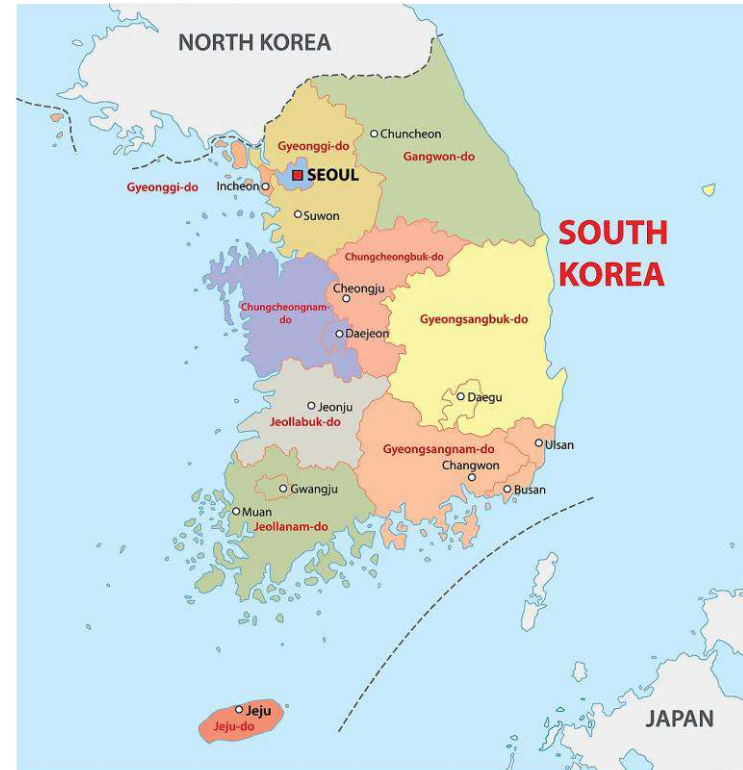 NORTH KOREA
Chuncheon
Gyeonggi-do
Gangwon-do
SEOUL
Gyeonggi-do
Incheon
Suwon
SOUTH
KOREA
Chungcheongbuk-do
Cheongju
Chungcheongnam-
do
Gyeongsangbuk-do
Daejeon
Daegu
Jeonju
Jeollabuk-do
Gyeongsangnam-do
Ulsan
Changwon
Gwangju
Busan
Muan
Jeollanam-do
Jeju
Jeju-do
JAPAN